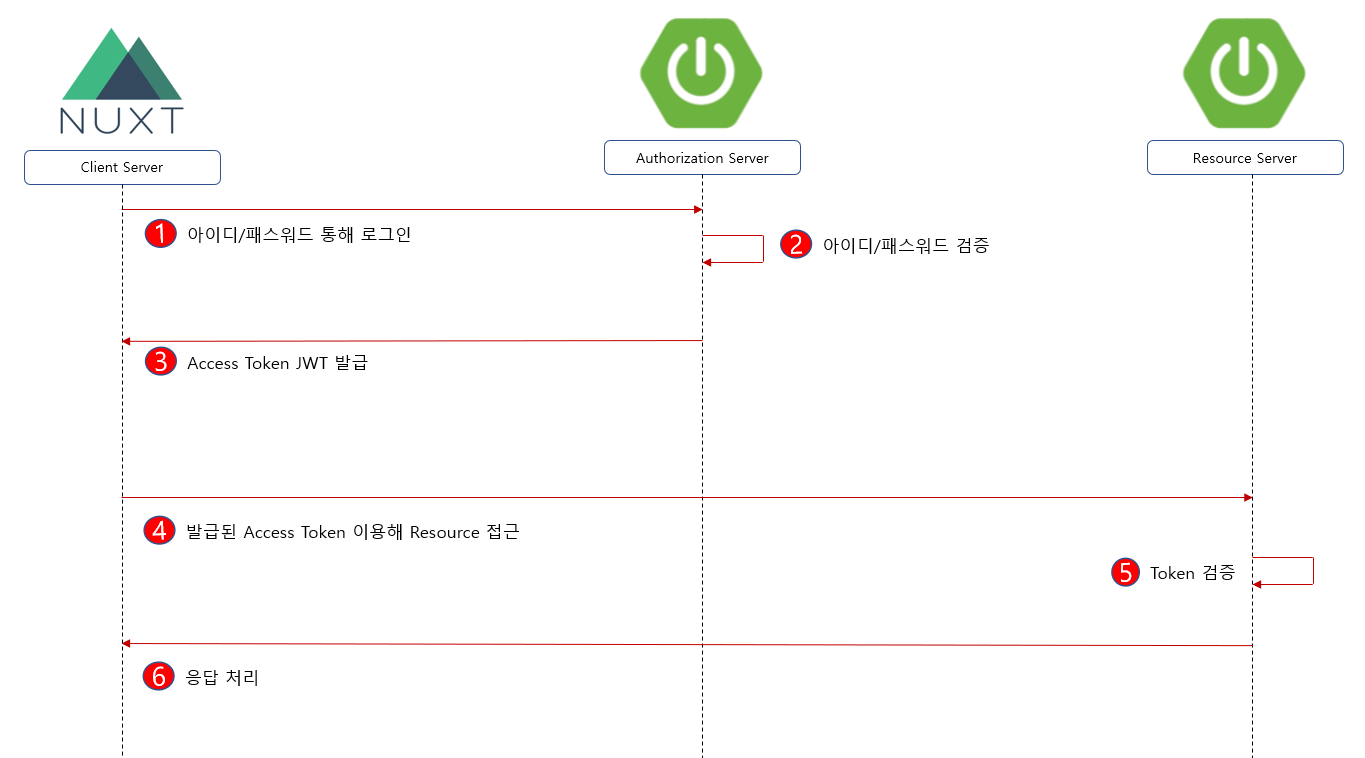 NUXT
Client Server
Authorization Server
Resource Server
1 아이디/패스워드 통해 로그인
2 아이디/패스워드 검증
3 Access Token JWT 발급
4 발급된 Access Token 이용해 Resource 접근
5 Token 검증
6 응답 처리